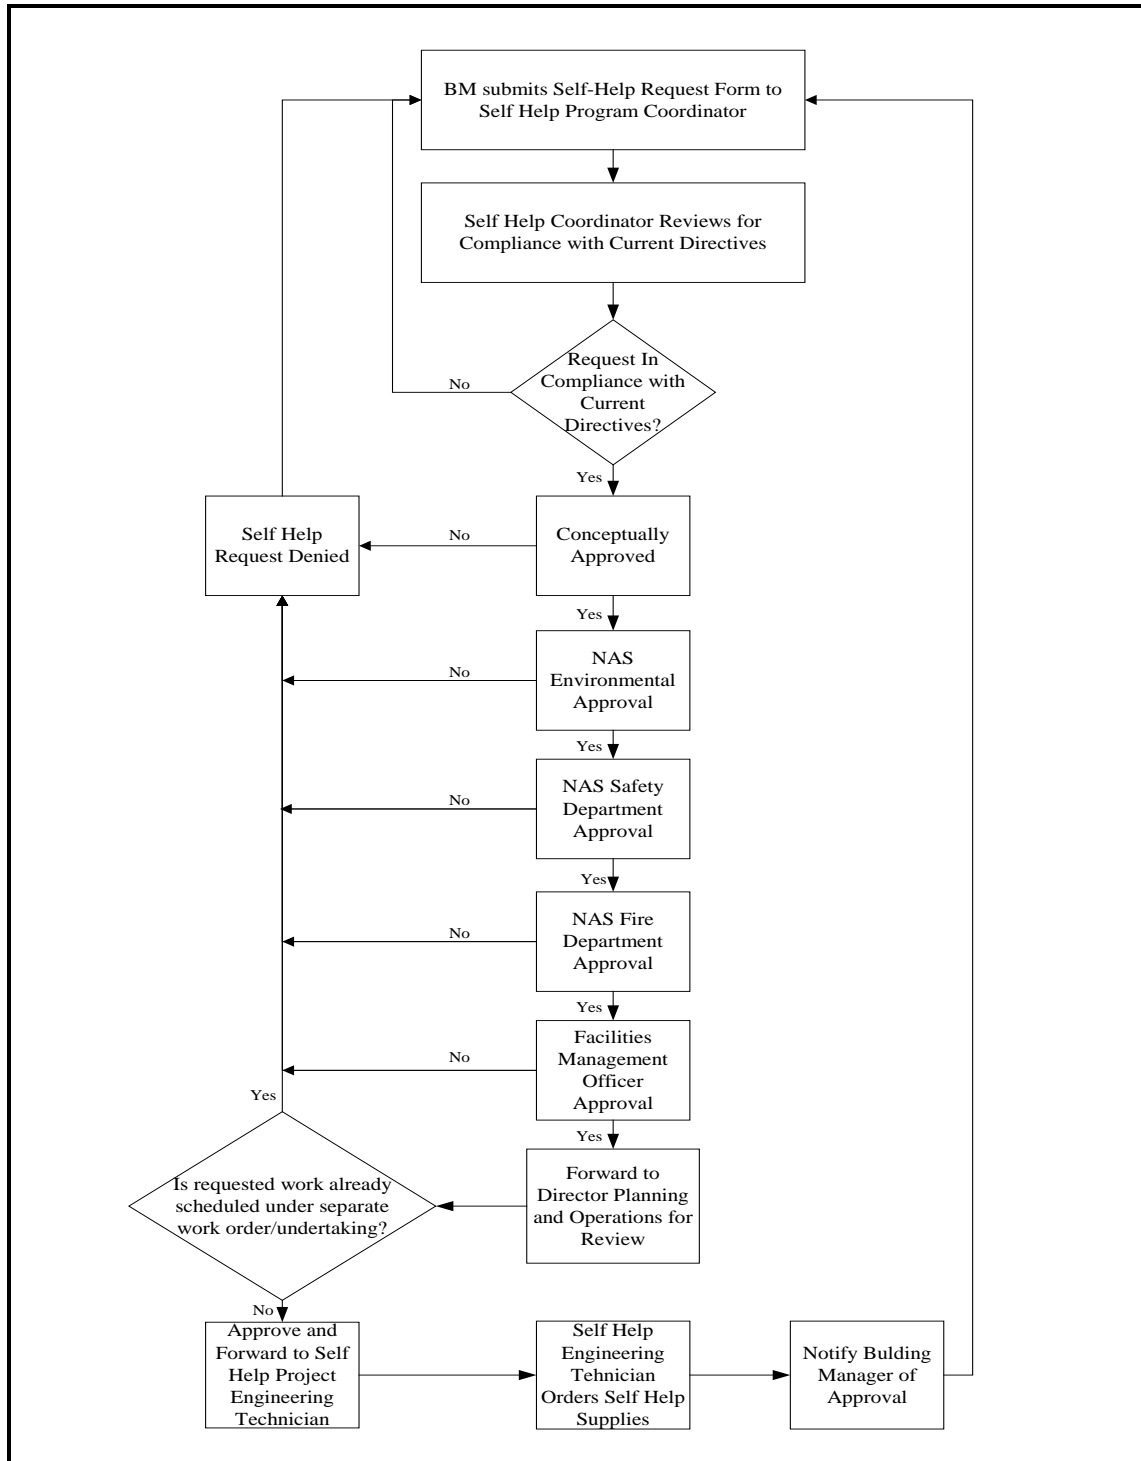 BM submits Self-Help Request Form to
Self Help Program Coordinator
Self Help Coordinator Reviews for
Compliance with Current Directives
Request In
Compliance with
Current
Directives?
No
Yes
Self Help
Request Denied
No
Conceptually
Approved
Yes
No
NAS
Environmental
Approval
Yes
No
NAS Safety
Department
Approval
Yes
No
NAS Fire
Department
Approval
Yes
No
Facilities
Management
Officer
Approval
Yes
Yes
Is requested work already
scheduled under separate
work order/undertaking?
Forward to
Director Planning
and Operations for
Review
No
Approve and
Forward to Self
Help Project
Engineering
Technician
Self Help
Engineering
Tehnician
Orders Self Help
Supplies
Notify Bulding
Manager of
Approval